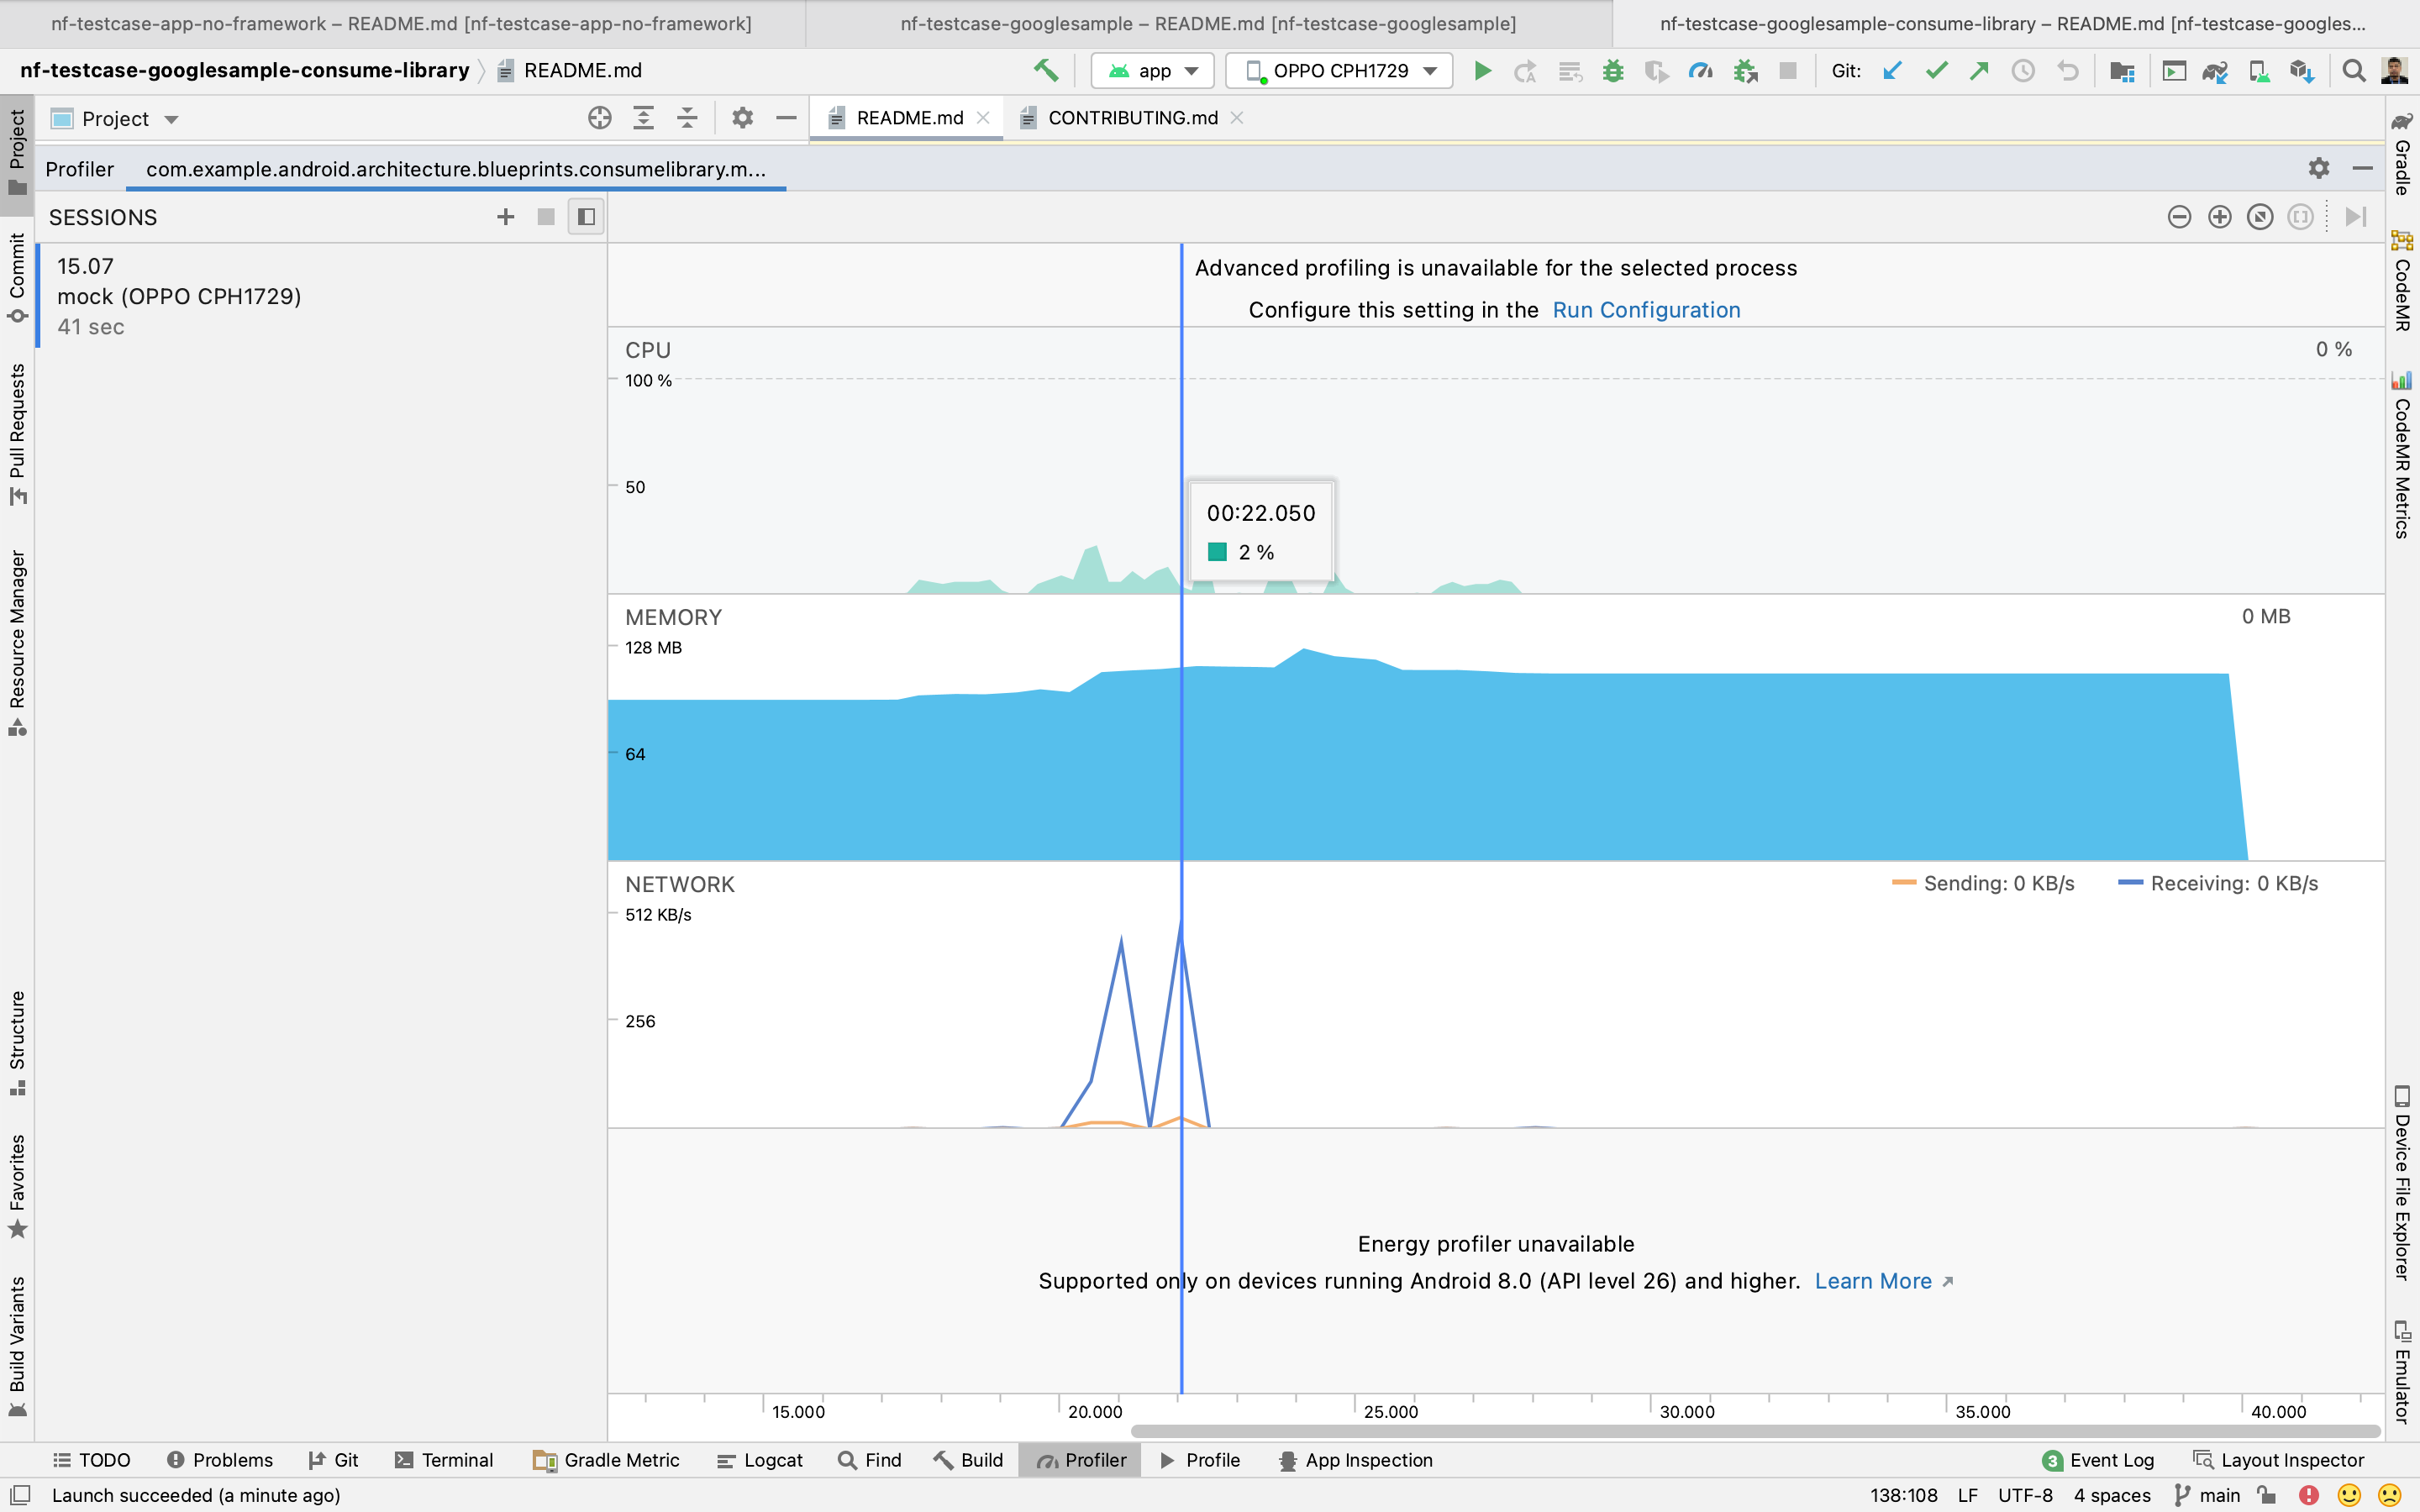 nf-testcase-app-no-framework – README.md [nf-testcase-app-no-framework]
nf-testcase-googlesample – README.md [nf-testcase-googlesample]
nf-testcase-googlesample-consume-library – README.md [nf-testcase-googles...
nf-testcase-googlesample-consume-library
README.md
app
OPPO CPH1729
Git:
Project
README.md
CONTRIBUTING.md
Profiler
com.example.android.architecture.blueprints.consumelibrary.m...
SESSIONS
15.07
mock (OPPO CPH1729)
41 sec
Advanced profiling is unavailable for the selected process
Configure this setting in the Run Configuration
CPU
0 %
100 %
50
00:22.050
2 %
MEMORY
0 MB
128 MB
64
NETWORK
Sending: 0 KB/s
Receiving: 0 KB/s
512 KB/s
256
Energy profiler unavailable
Supported only on devices running Android 8.0 (API level 26) and higher. Learn More
15.000
20.000
25.000
30.000
35.000
40.000
Project
Commit
Pull Requests
Resource Manager
Structure
Favorites
Build Variants
Gradle
CodeMR
CodeMR Metrics
Device File Explorer
Emulator
TODO
Problems
Git
Terminal
Gradle Metric
Logcat
Find
Build
Profiler
Profile
App Inspection
3
Event Log
Layout Inspector
Launch succeeded (a minute ago)
138:108
LF
UTF-8
4 spaces
main